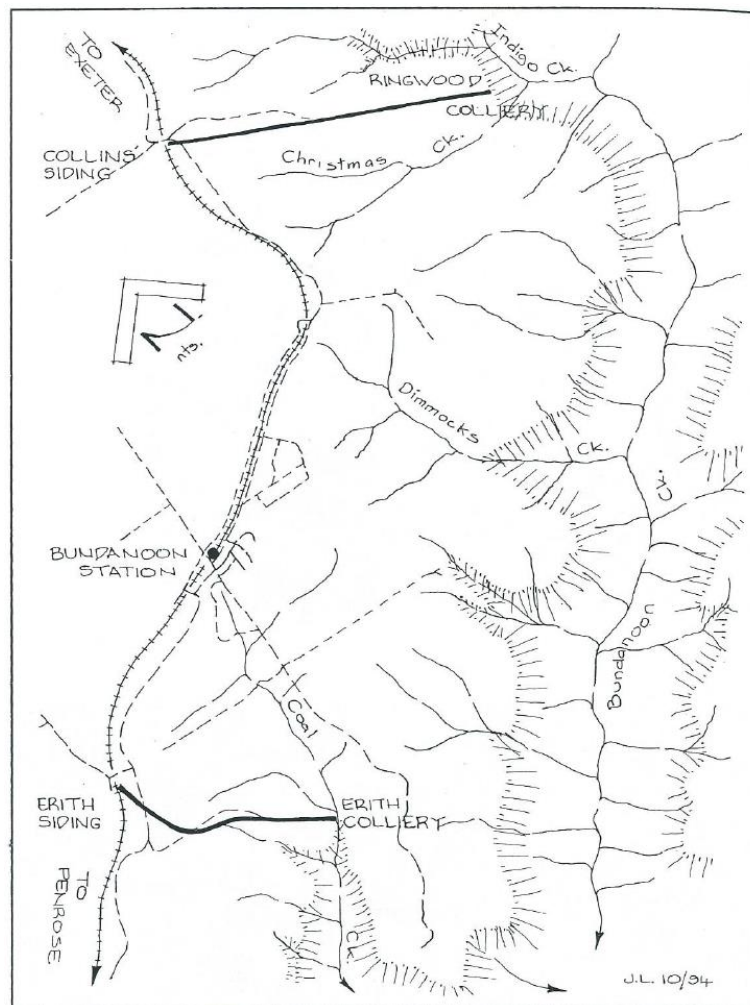 TO
EXETER
Indigo Ck.
RINGWOOD
COLLIERY
COLLINS
SIDING
Christmas Ck.
nts.
Dimmocks
Ck.
Ck.
BUNDANOON
STATION
Bundanoon
Coal
ERITH
SIDING
ERITH
COLLIERY
TO
PENROSE
Ck.
J.L. 10/94